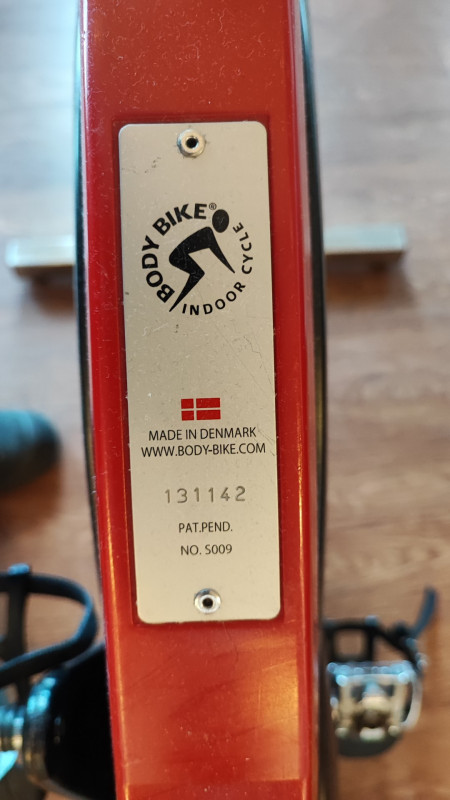 BODY BIKE®
INDOOR CYCLE
MADE IN DENMARK
WWW.BODY-BIKE.COM
131142
PAT.PEND.
NO. S009